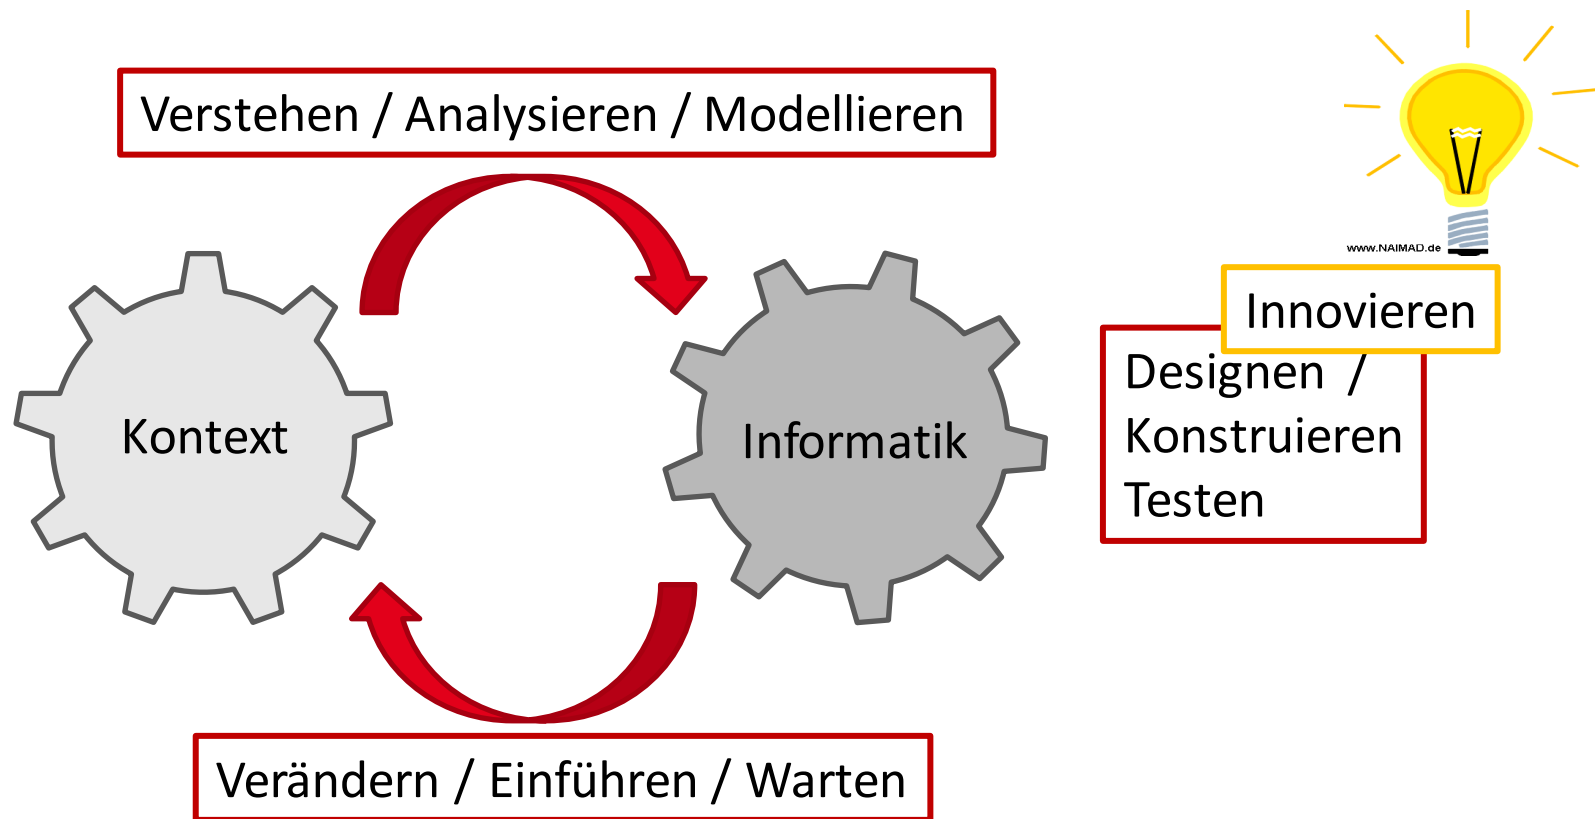 Verstehen / Analysieren / Modellieren
www.NAIMAD.de
Innovieren
Designen /
Konstruieren
Testen
Kontext
Informatik
Verändern / Einführen / Warten